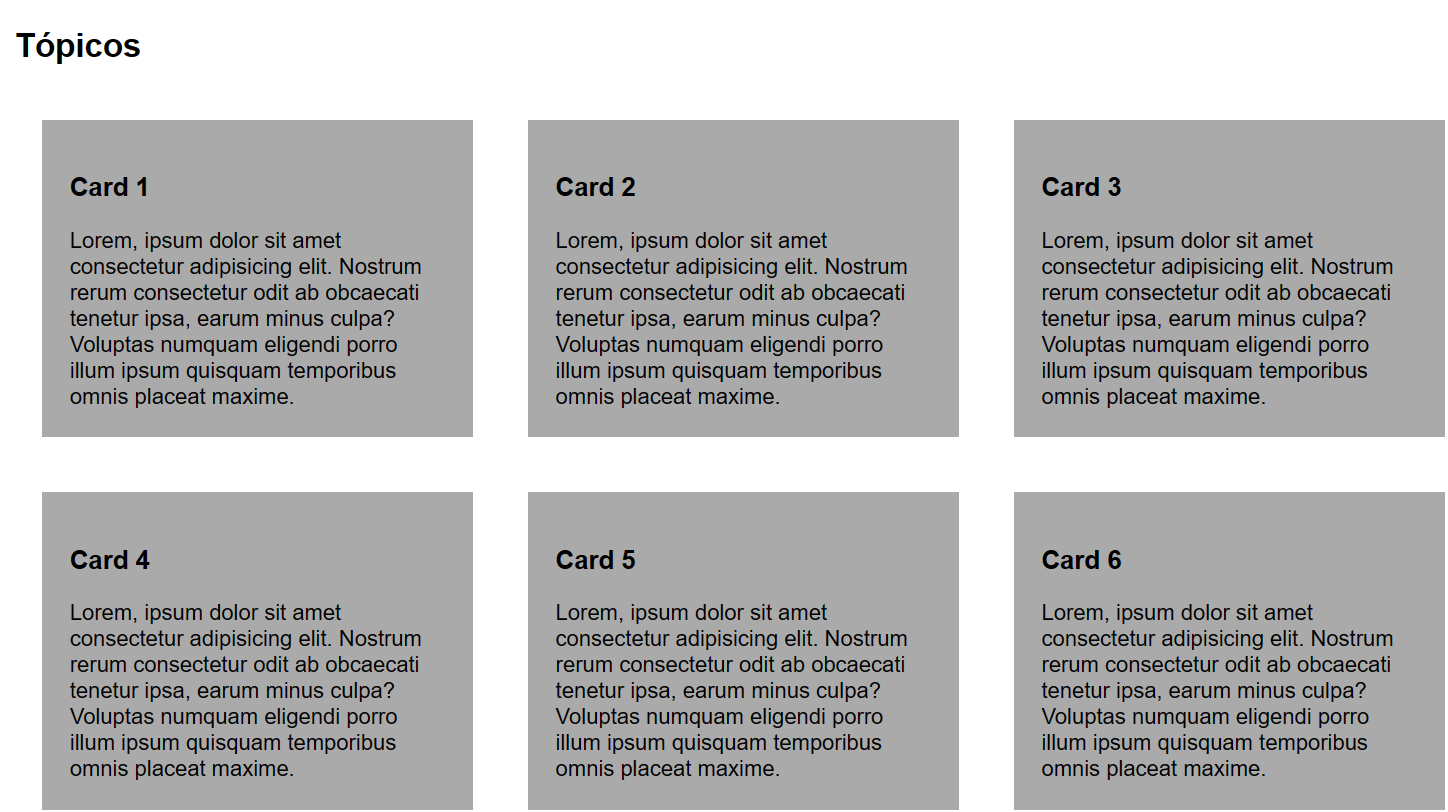 Tópicos
Card 1
Lorem, ipsum dolor sit amet
consectetur adipisicing elit. Nostrum
rerum consectetur odit ab obcaecati
tenetur ipsa, earum minus culpa?
Voluptas numquam eligendi porro
illum ipsum quisquam temporibus
omnis placeat maxime.
Card 2
Lorem, ipsum dolor sit amet
consectetur adipisicing elit. Nostrum
rerum consectetur odit ab obcaecati
tenetur ipsa, earum minus culpa?
Voluptas numquam eligendi porro
illum ipsum quisquam temporibus
omnis placeat maxime.
Card 3
Lorem, ipsum dolor sit amet
consectetur adipisicing elit. Nostrum
rerum consectetur odit ab obcaecati
tenetur ipsa, earum minus culpa?
Voluptas numquam eligendi porro
illum ipsum quisquam temporibus
omnis placeat maxime.
Card 4
Lorem, ipsum dolor sit amet
consectetur adipisicing elit. Nostrum
rerum consectetur odit ab obcaecati
tenetur ipsa, earum minus culpa?
Voluptas numquam eligendi porro
illum ipsum quisquam temporibus
omnis placeat maxime.
Card 5
Lorem, ipsum dolor sit amet
consectetur adipisicing elit. Nostrum
rerum consectetur odit ab obcaecati
tenetur ipsa, earum minus culpa?
Voluptas numquam eligendi porro
illum ipsum quisquam temporibus
omnis placeat maxime.
Card 6
Lorem, ipsum dolor sit amet
consectetur adipisicing elit. Nostrum
rerum consectetur odit ab obcaecati
tenetur ipsa, earum minus culpa?
Voluptas numquam eligendi porro
illum ipsum quisquam temporibus
omnis placeat maxime.